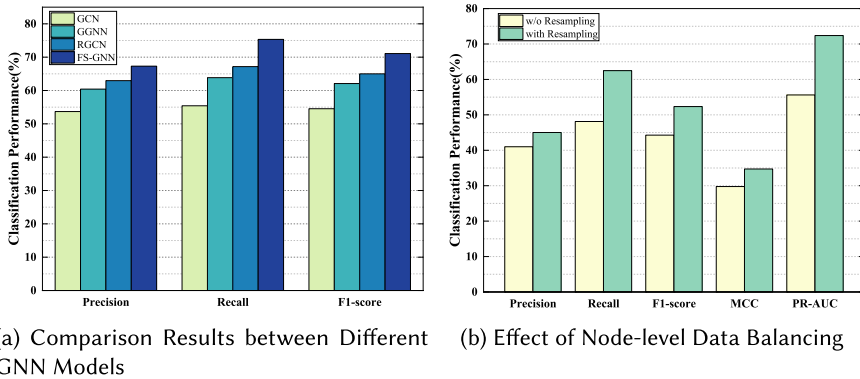 GCN
GGNN
RGCN
FS-GNN
Classification Performance(%)
80
70
60
50
40
30
20
10
0
Precision Recall F1-score
(a) Comparison Results between Different
GNN Models
w/o Resampling
with Resampling
Classification Performance(%)
80
70
60
50
40
30
20
10
0
Precision Recall F1-score MCC PR-AUC
(b) Effect of Node-level Data Balancing